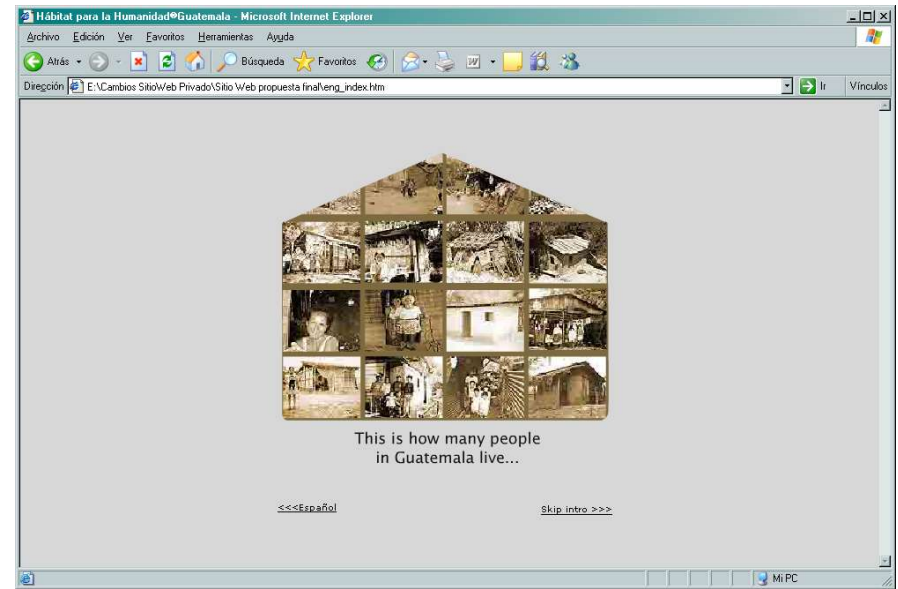 Hábitat para la Humanidad®Guatemala - Microsoft Internet Explorer
Archivo Edición Ver Favoritos Herramientas Ayuda
Atrás Búsqueda Favoritos
Dirección E:\Cambios SitioWeb Privado\Sitio Web propuesta final\eng_index.htm Ir Vínculos
This is how many people
in Guatemala live...
<<<Español Skip intro >>>
Mi PC